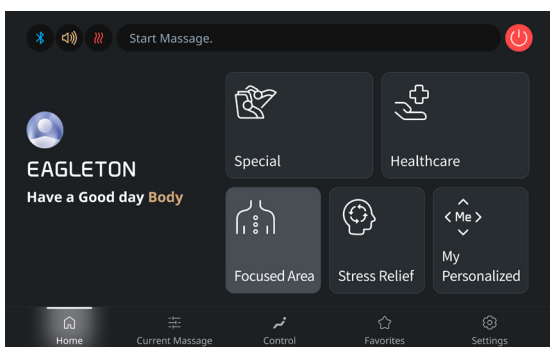 Start Massage.
EAGLETON
Have a Good day Body
Special
Healthcare
Focused Area
Stress Relief
< Me >
My
Personalized
Home
Current Massage
Control
Favorites
Settings